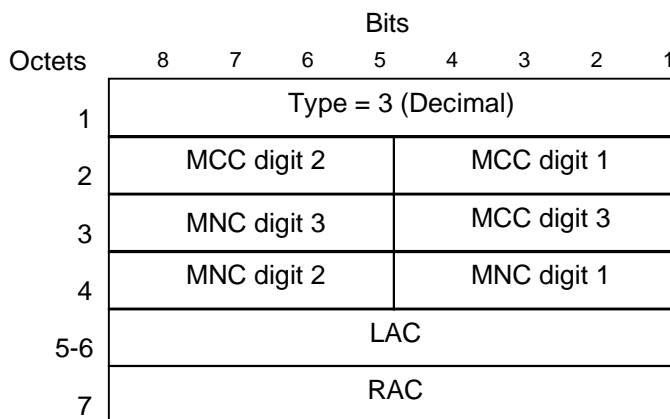 Bits
Octets 8 7 6 5 4 3 2 1
1 Type = 3 (Decimal)
2 MCC digit 2 MCC digit 1
3 MNC digit 3 MCC digit 3
4 MNC digit 2 MNC digit 1
5-6 LAC
7 RAC